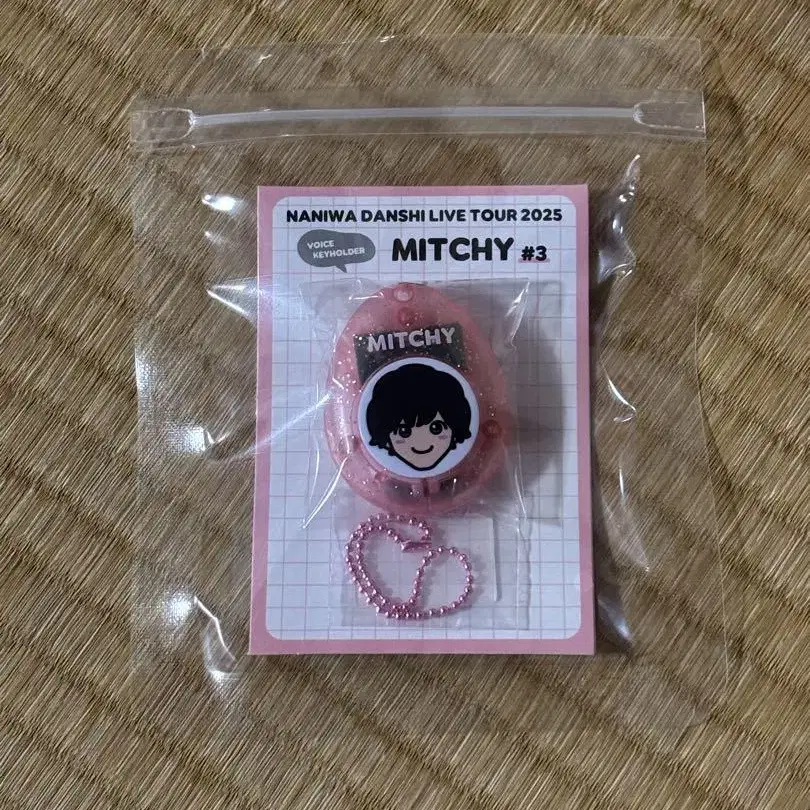 NANIWA DANSHI LIVE TOUR 2025
VOICE
KEYHOLDER
MITCHY #3
MITCHY